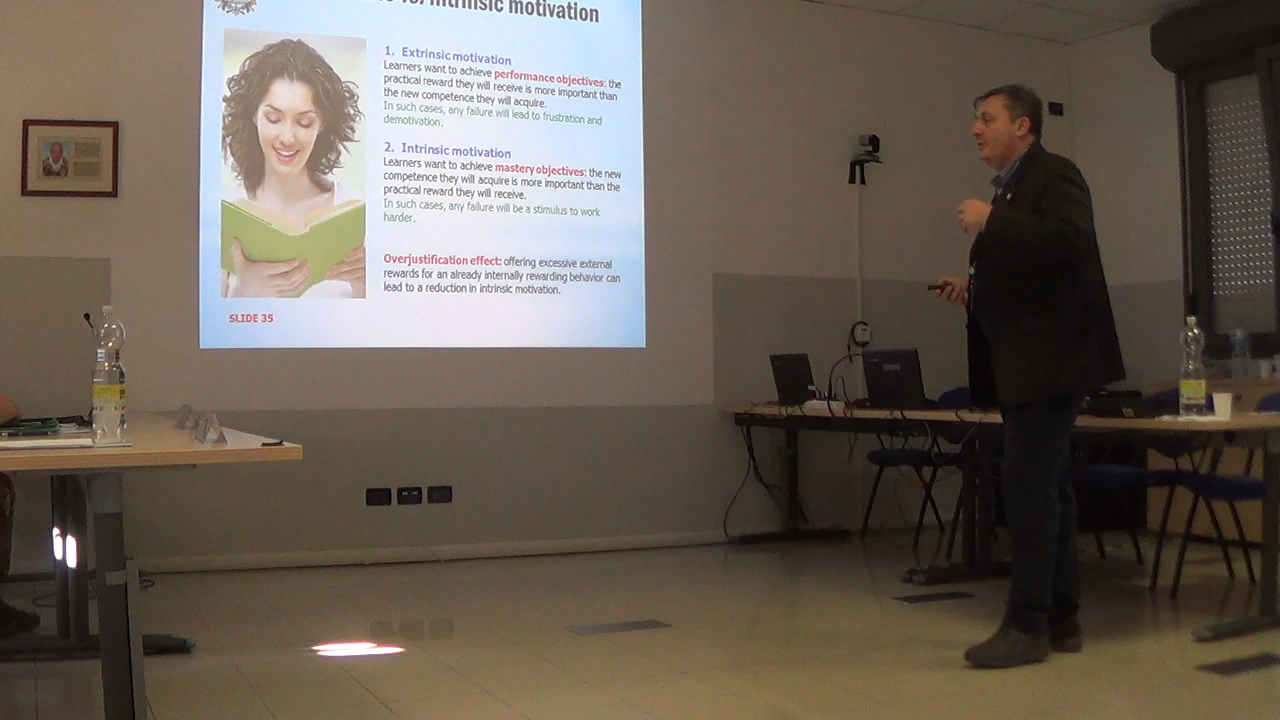 vs. intrinsic motivation
1. Extrinsic motivation
Learners want to achieve performance objectives: the
practical reward they will receive is more important than
the new competence they will acquire.
In such cases, any failure will lead to frustration and
demotivation.
2. Intrinsic motivation
Learners want to achieve mastery objectives: the new
competence they will acquire is more important than the
practical reward they will receive.
In such cases, any failure will be a stimulus to work
harder.
Overjustification effect: offering excessive external
rewards for an already internally rewarding behavior can
lead to a reduction in intrinsic motivation.
SLIDE 35